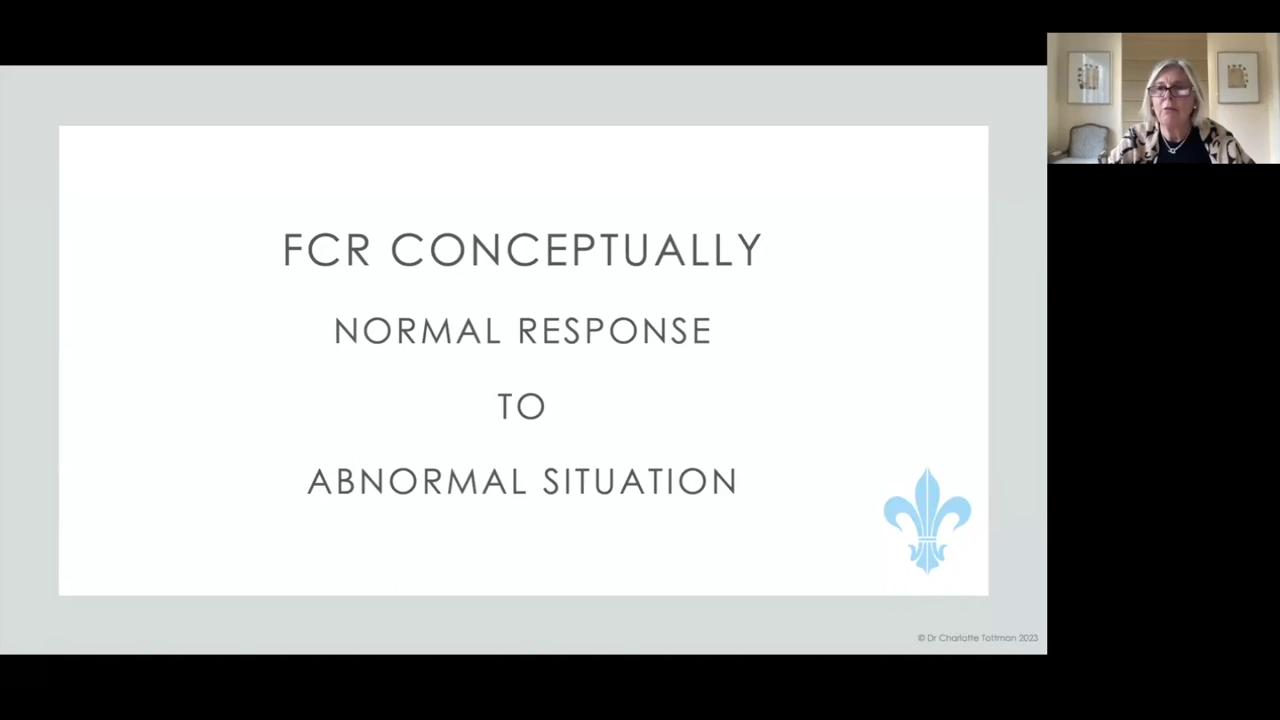 FCR CONCEPTUALLY
NORMAL RESPONSE
TO
ABNORMAL SITUATION
© Dr Charlotte Tottman 2023